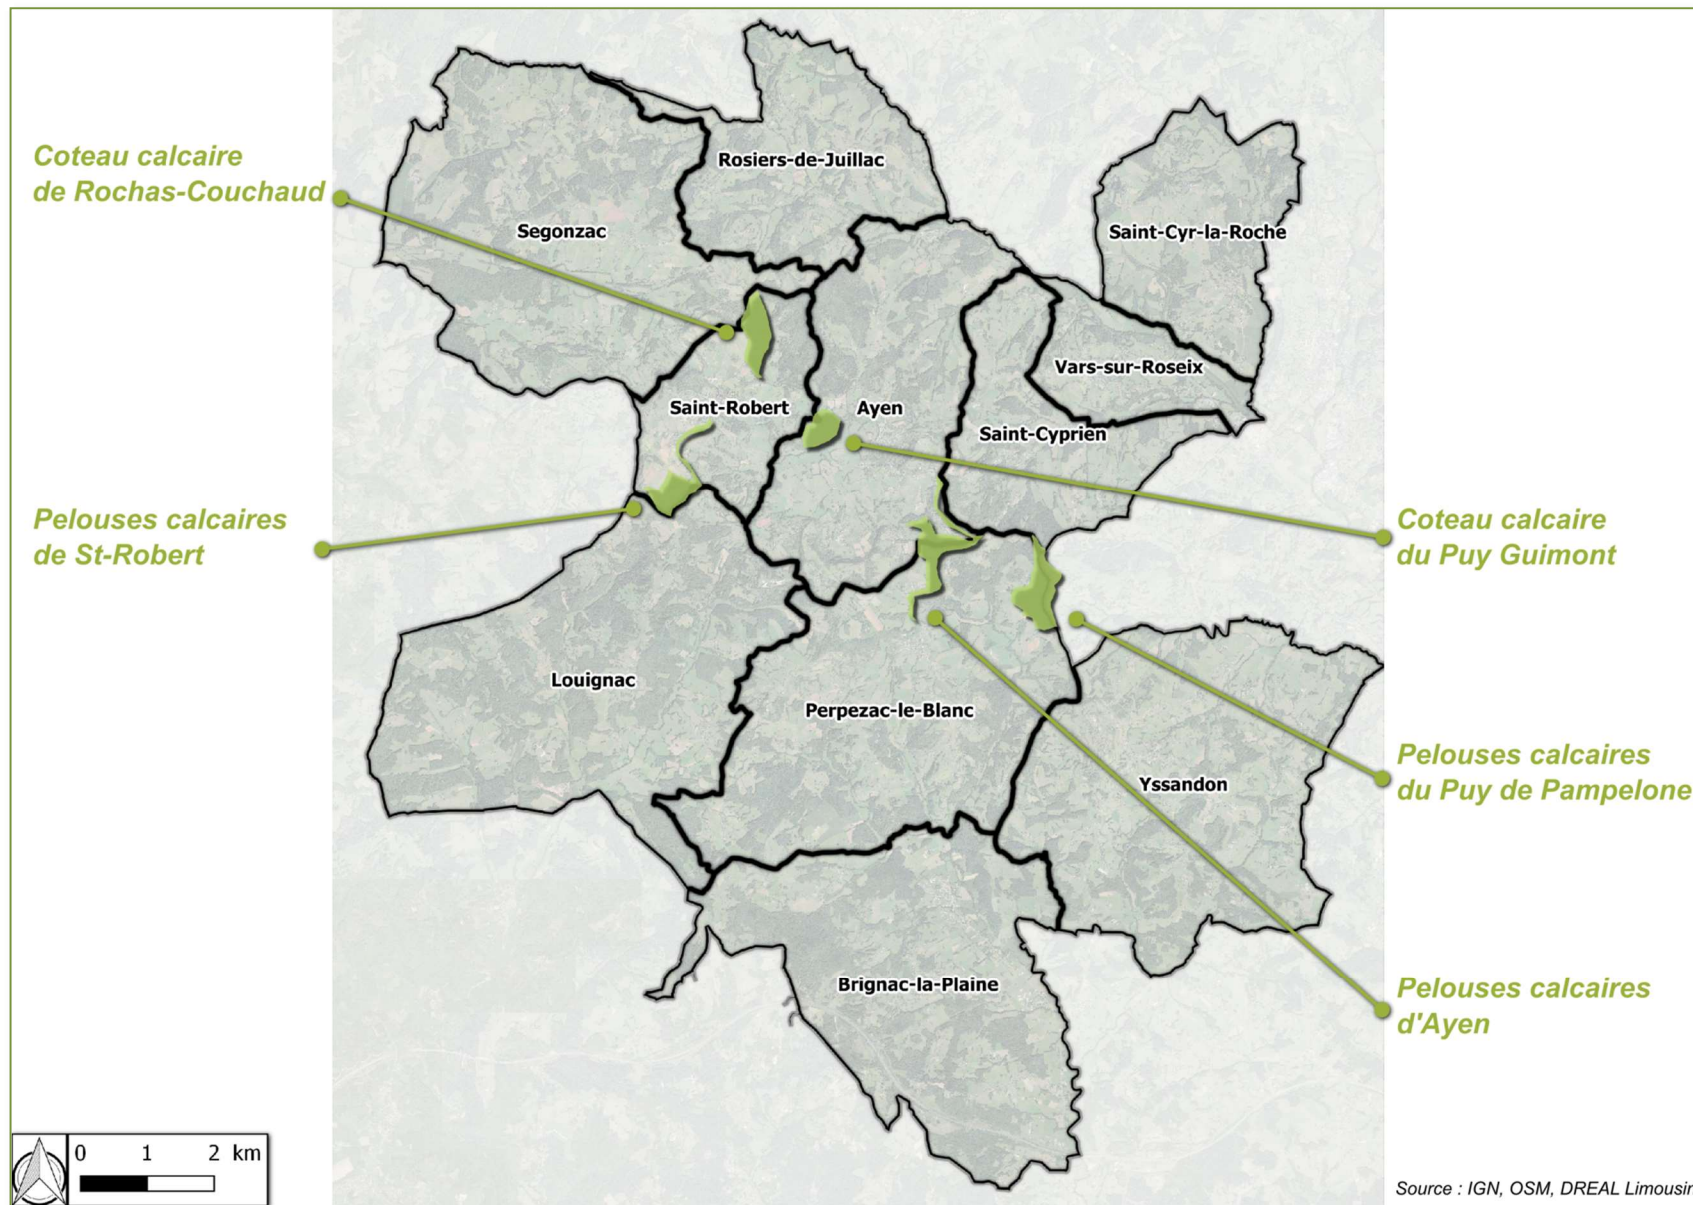 Coteau calcaire
de Rochas-Couchaud
Pelouses calcaires
de St-Robert
Rosiers-de-Juillac
Segonzac
Saint-Cyr-la-Roche
Vars-sur-Roseix
Saint-Robert
Ayen
Saint-Cyprien
Louignac
Perpezac-le-Blanc
Yssandon
Brignac-la-Plaine
Coteau calcaire
du Puy Guimont
Pelouses calcaires
du Puy de Pampelone
Pelouses calcaires
d'Ayen
0 1 2 km
Source : IGN, OSM, DREAL Limousin